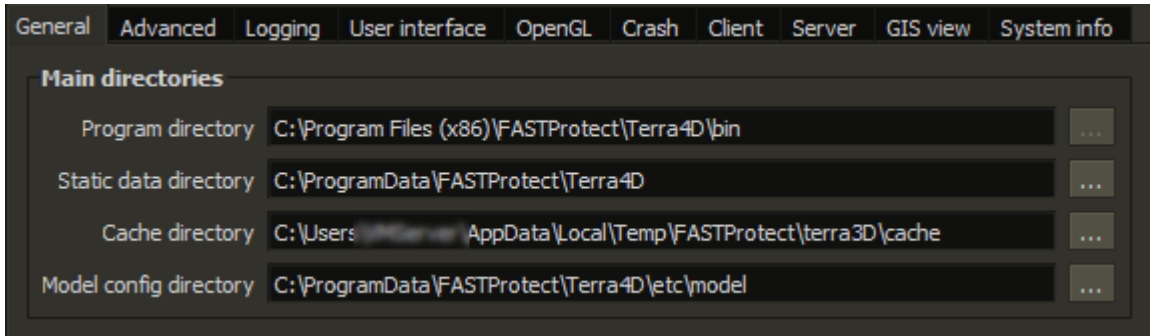 General Advanced Logging User interface OpenGL Crash Client Server GIS view System info
Main directories
Program directory C:\Program Files (x86)\FASTProtect\Terra4D\bin ...
Static data directory C:\ProgramData\FASTProtect\Terra4D ...
Cache directory C:\Users AppData\Local\Temp\FASTProtect\terra3D\cache ...
Model config directory C:\ProgramData\FASTProtect\Terra4D\etc\model ...